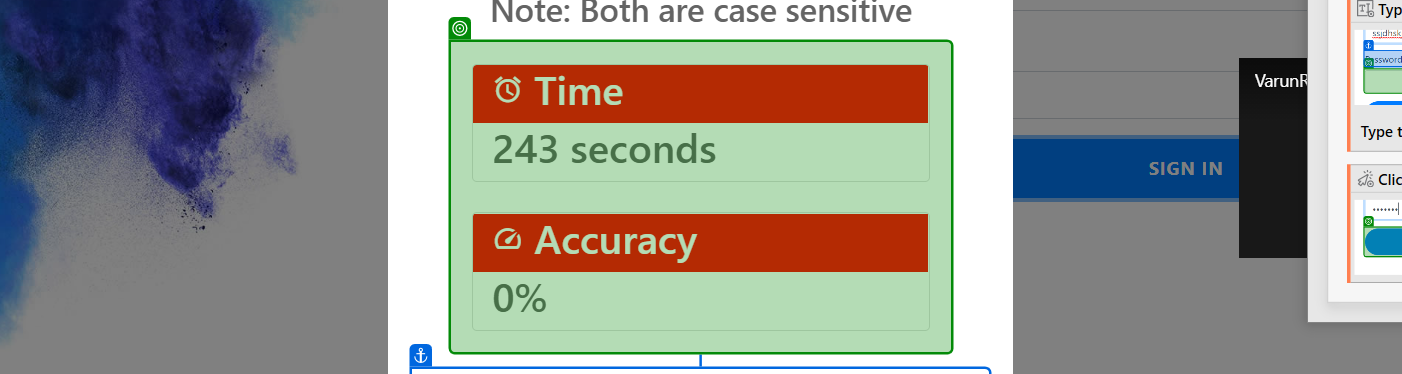 Note: Both are case sensitive
Time
243 seconds
Accuracy
0%
SIGN IN
VarunR
Typ
ssjdhsk
ssword
Type t
Clic